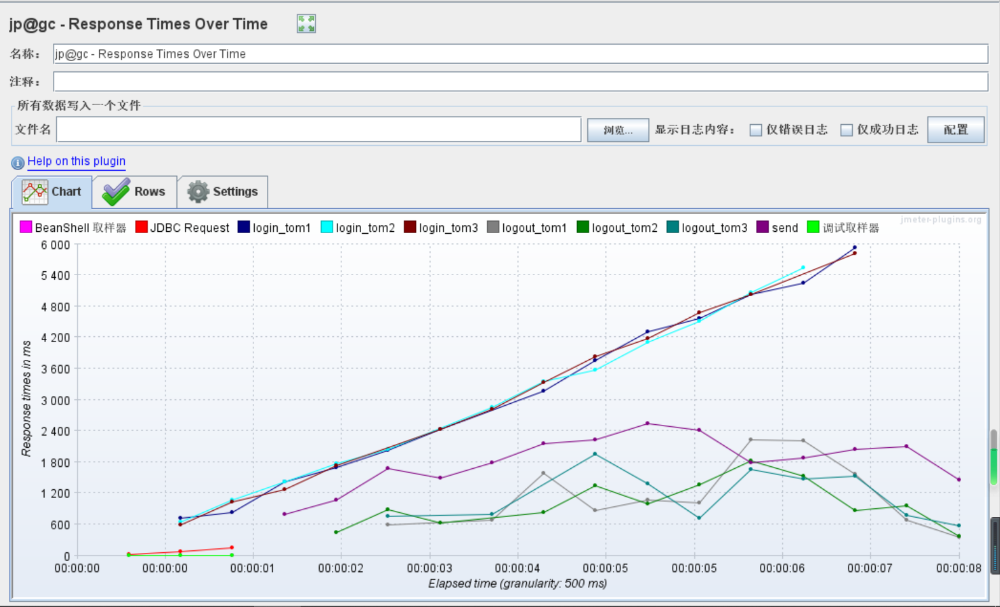 jp@gc - Response Times Over Time
名称： jp@gc - Response Times Over Time
注释：
所有数据写入一个文件
文件名 浏览... 显示日志内容： 仅错误日志 仅成功日志 配置
Help on this plugin
Chart Rows Settings
BeanShell 取样器 JDBC Request login_tom1 login_tom2 login_tom3 logout_tom1 logout_tom2 logout_tom3 send 调试取样器
jmeter-plugins.org
6 000
5 400
4 800
4 200
3 600
3 000
2 400
1 800
1 200
600
0
Response times in ms
00:00:00 00:00:00 00:00:01 00:00:02 00:00:03 00:00:04 00:00:05 00:00:05 00:00:06 00:00:07 00:00:08
Elapsed time (granularity: 500 ms)